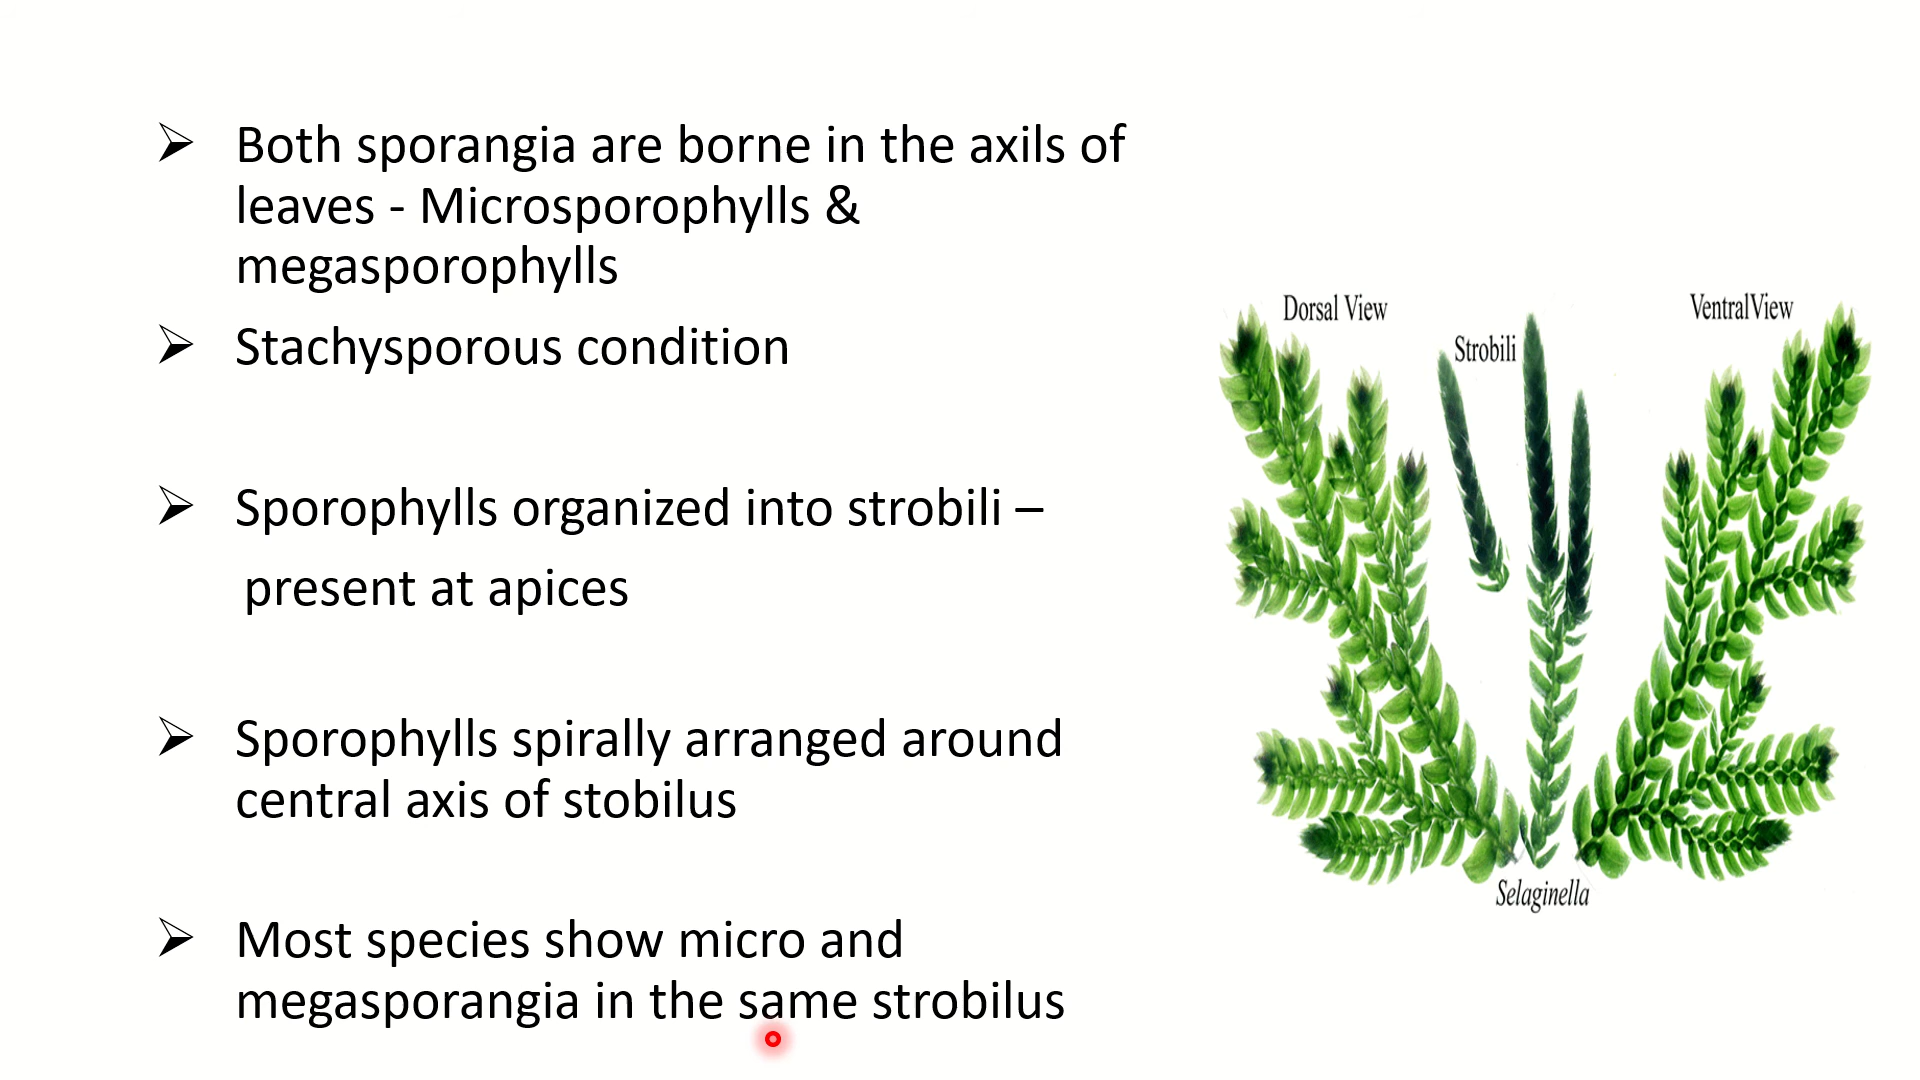 Both sporangia are borne in the axils of
leaves - Microsporophylls &
megasporophylls
Stachysporous condition
Sporophylls organized into strobili –
present at apices
Sporophylls spirally arranged around
central axis of stobilus
Most species show micro and
megasporangia in the same strobilus
Dorsal View
Strobili
VentralView
Selaginella